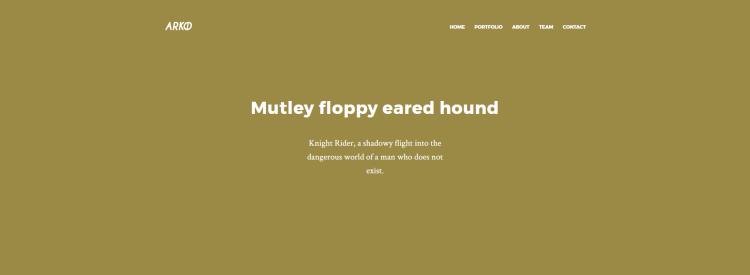 ARKO
HOME PORTFOLIO ABOUT TEAM CONTACT
Mutley floppy eared hound
Knight Rider, a shadowy flight into the
dangerous world of a man who does not
exist.